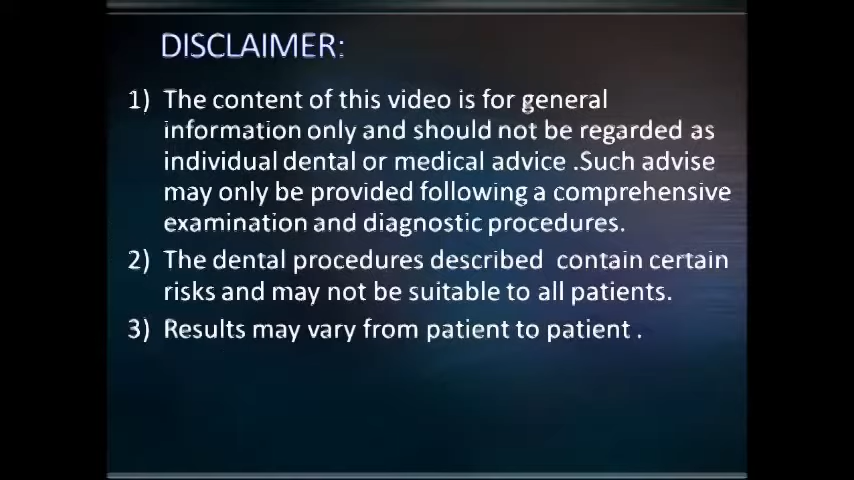 DISCLAIMER:
1) The content of this video is for general
information only and should not be regarded as
individual dental or medical advice .Such advise
may only be provided following a comprehensive
examination and diagnostic procedures.
2) The dental procedures described  contain certain
risks and may not be suitable to all patients.
3) Results may vary from patient to patient .